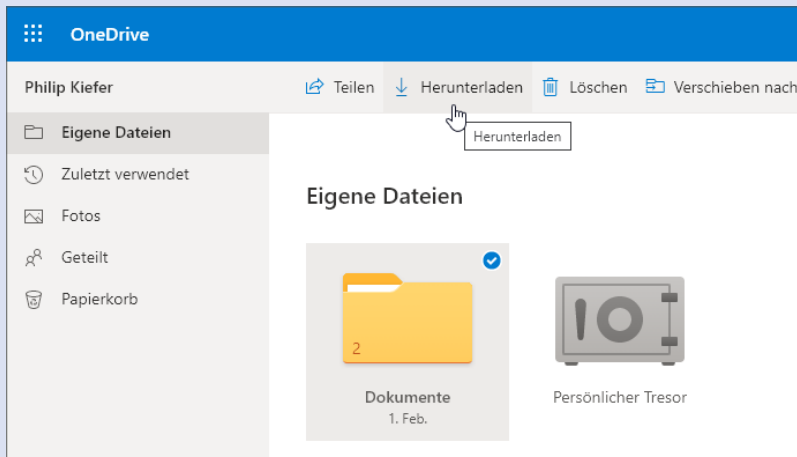 OneDrive
Philip Kiefer
Teilen Herunterladen Löschen Verschieben nach
Herunterladen
Eigene Dateien
Zuletzt verwendet
Fotos
Geteilt
Papierkorb
Eigene Dateien
2
Dokumente
1. Feb.
Persönlicher Tresor